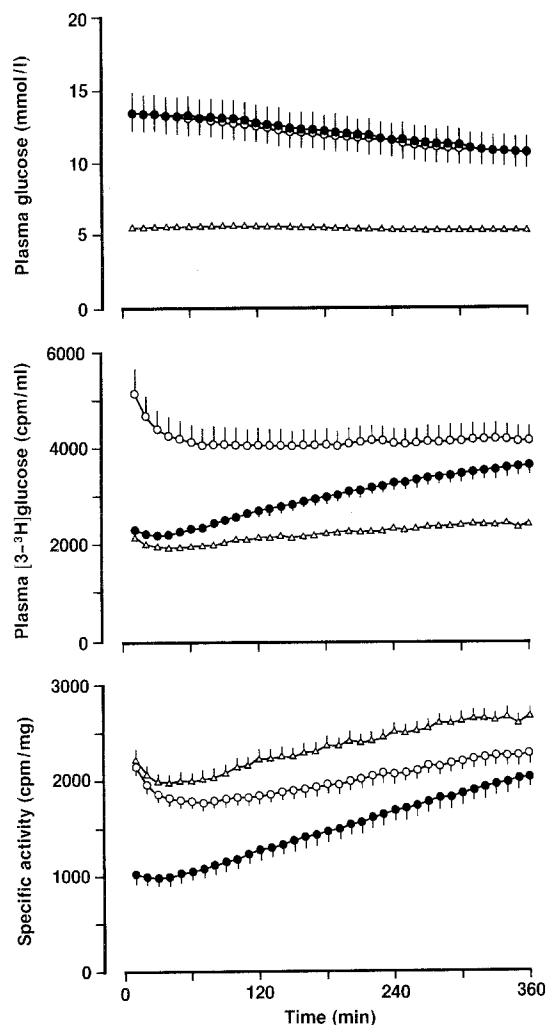 Plasma glucose (mmol/l)
20
15
10
5
0
Plasma [3-³H]glucose (cpm/ml)
6000
4000
2000
0
Specific activity (cpm/mg)
3000
2000
1000
0
0 120 240 360
Time (min)